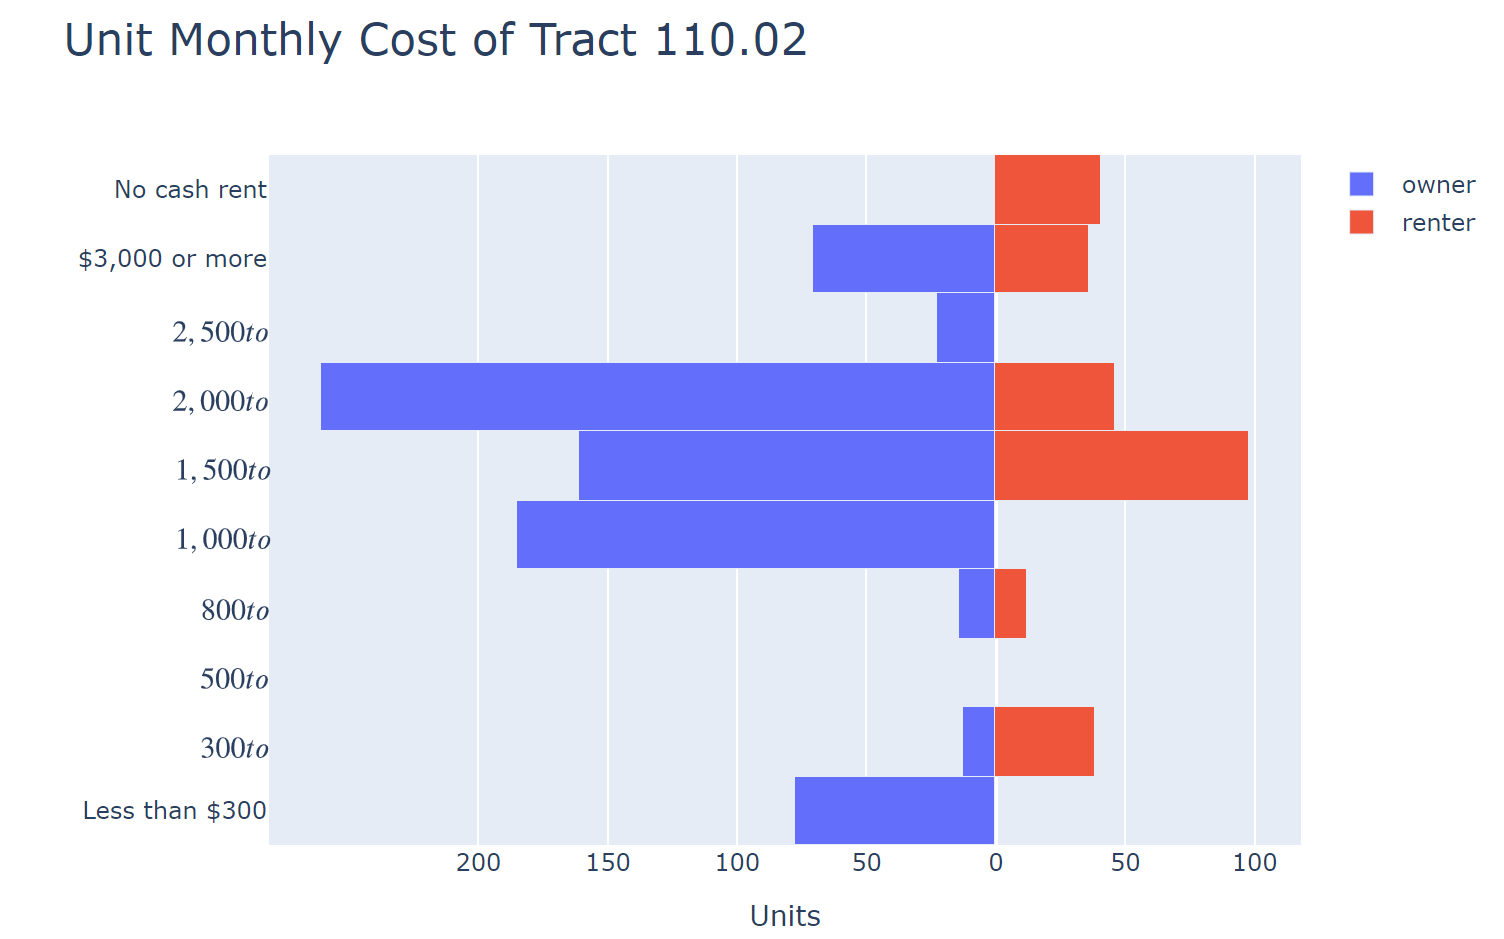 Unit Monthly Cost of Tract 110.02
No cash rent
$3,000 or more
2,500to
2,000to
1,500to
1,000to
800to
500to
300to
Less than $300
200 150 100 50 0 50 100
Units
owner
renter